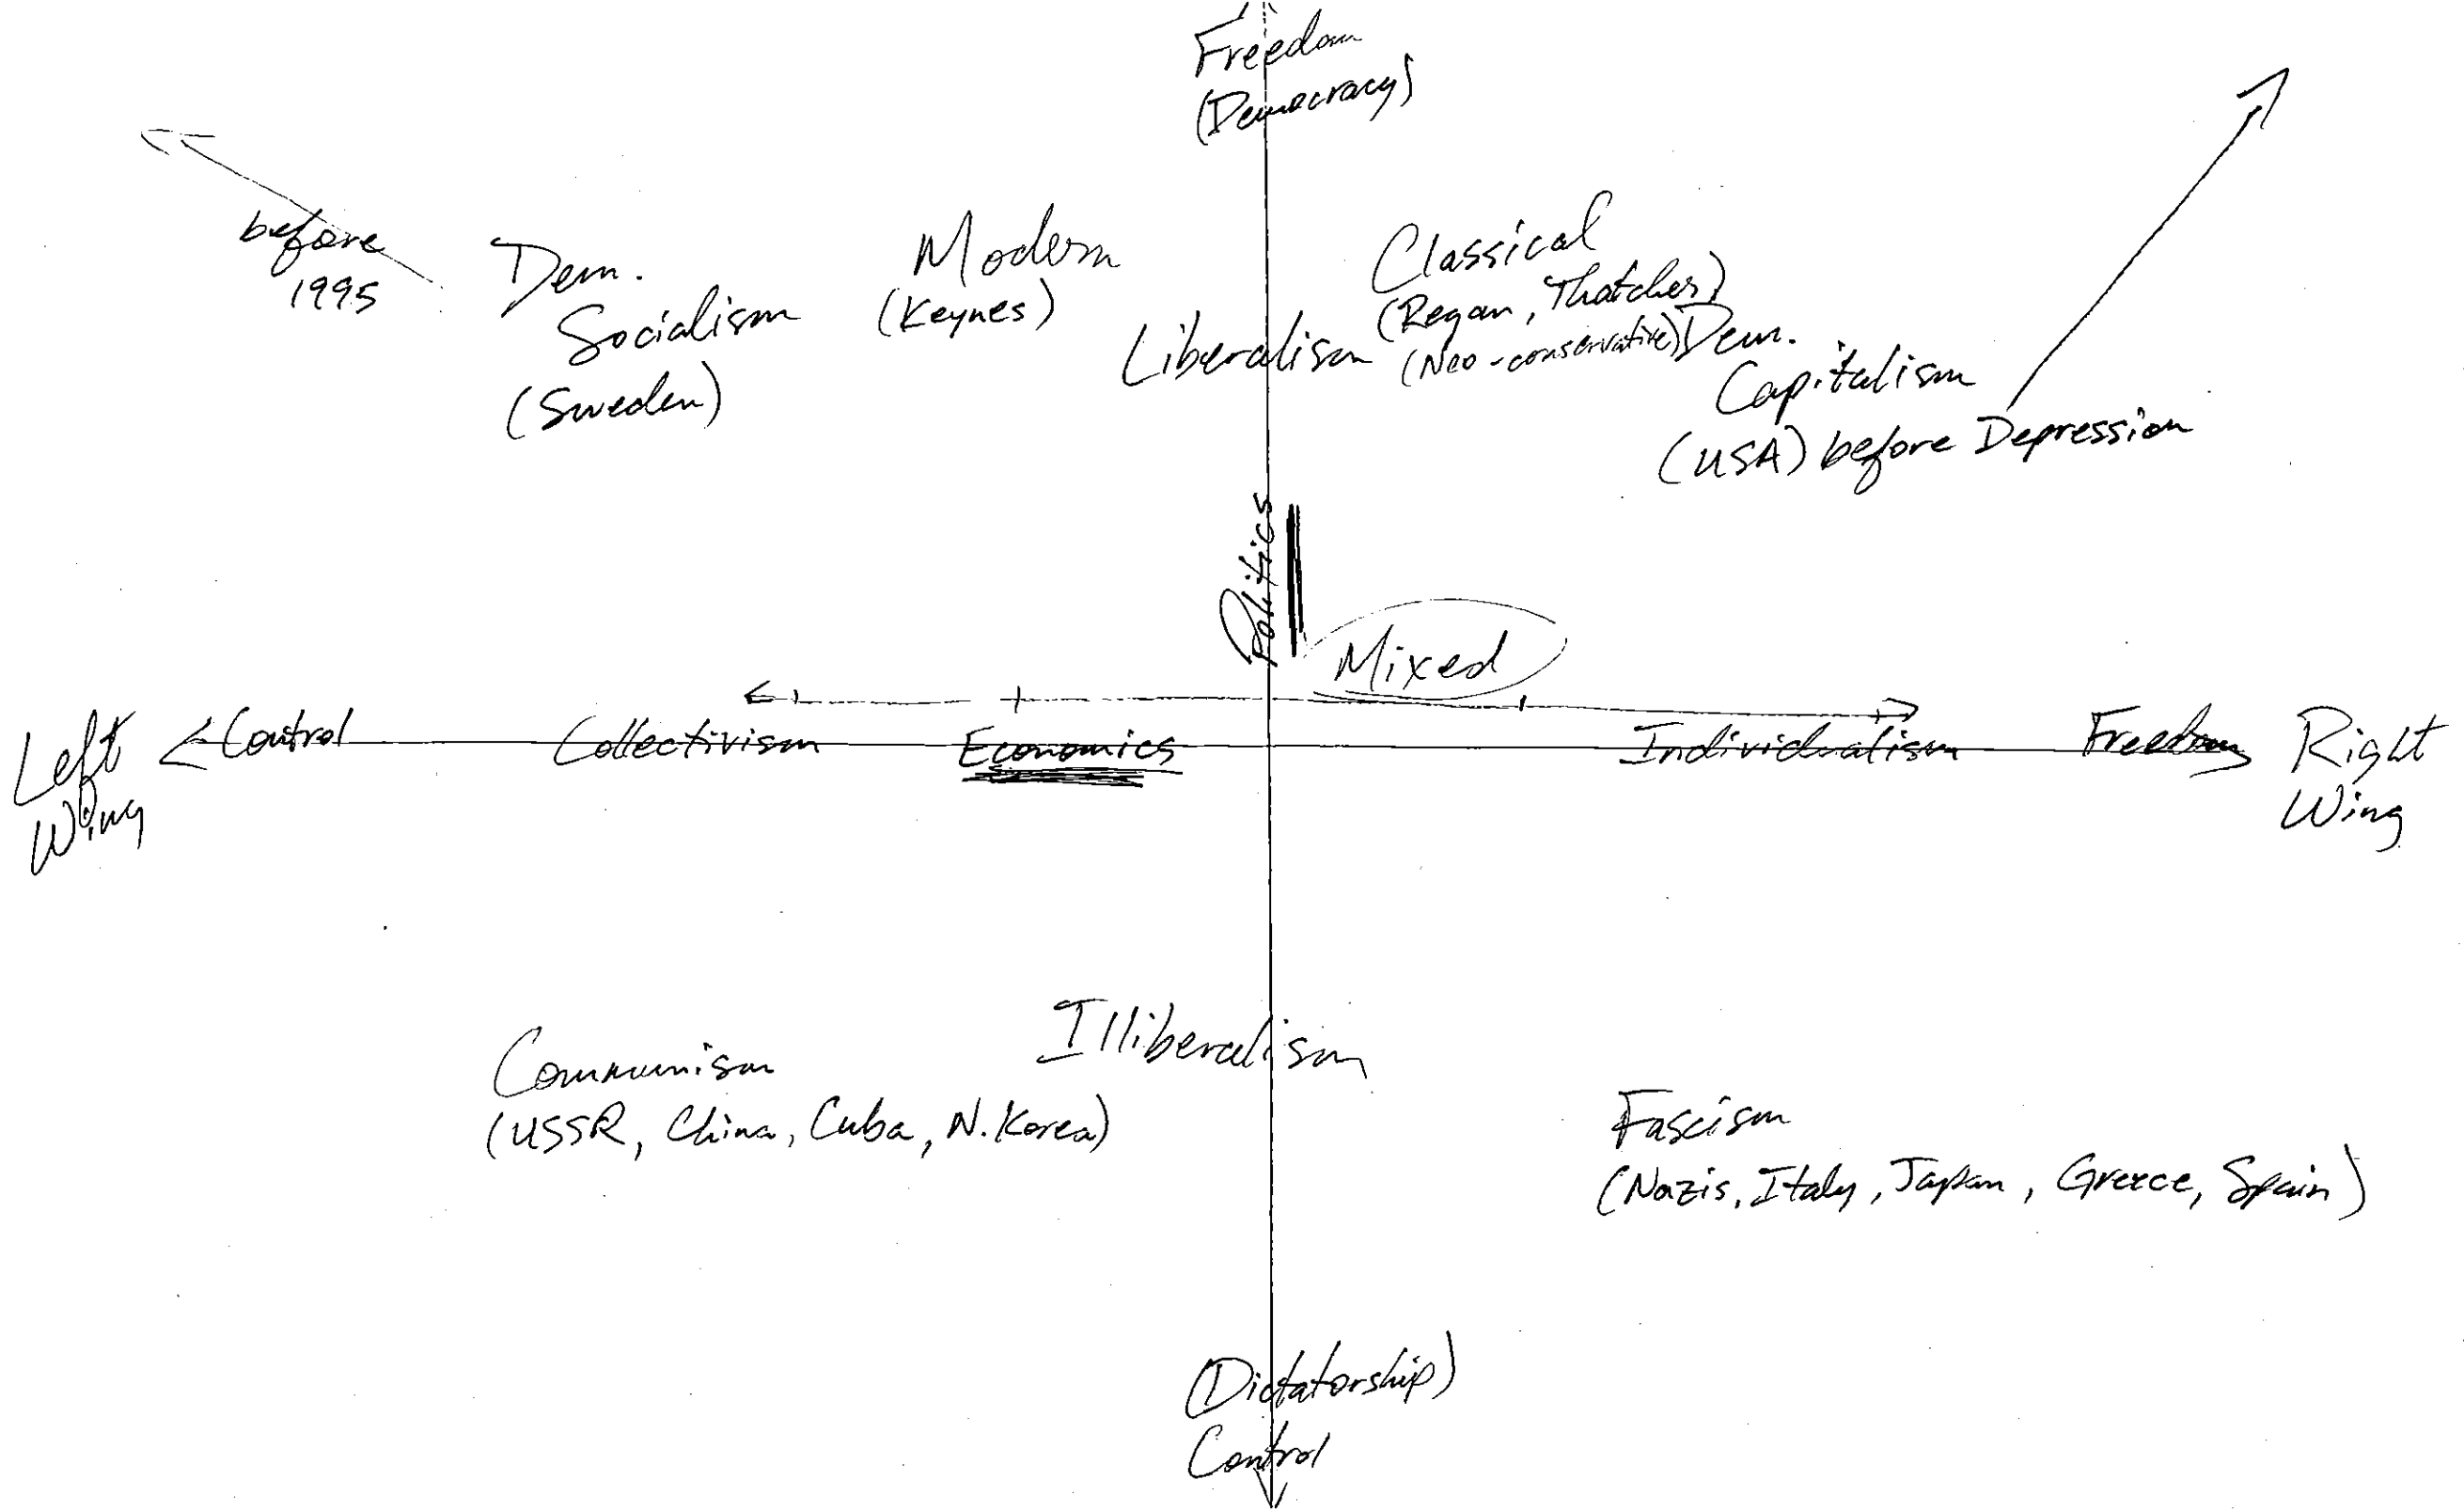 Freedom
(Democracy)
before
1995
Dem.
Socialism
(Sweden)
Modern
(Keynes)
Liberalism
Classical
(Regan, Thatcher)
(Neo-conservative)
Dem.
Capitalism
(USA) before Depression
Politics
Mixed
Left
Wing
Control
Collectivism
Economics
Individualism
Freedom
Right
Wing
Illiberalism
Communism
(USSR, China, Cuba, N. Korea)
Fascism
(Nazis, Italy, Japan, Greece, Spain)
(Dictatorship)
Control